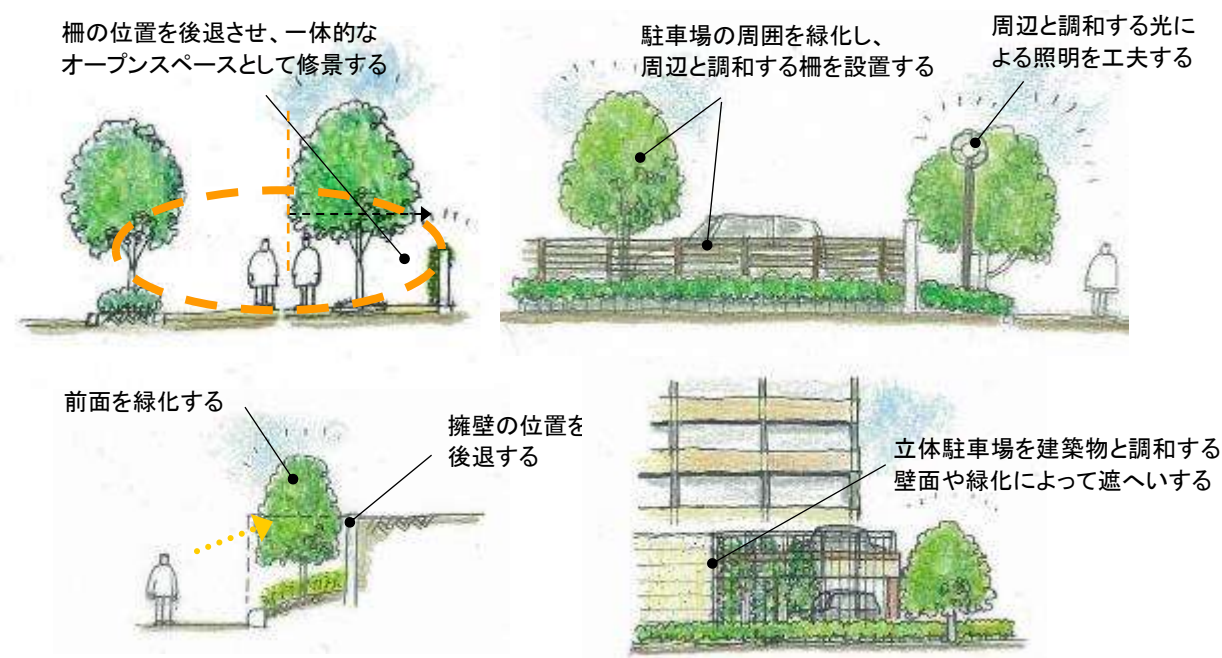 柵の位置を後退させ、一体的な
オープンスペースとして修景する
駐車場の周囲を緑化し、
周辺と調和する柵を設置する
周辺と調和する光に
よる照明を工夫する
前面を緑化する
擁壁の位置を
後退する
立体駐車場を建築物と調和する
壁面や緑化によって遮へいする